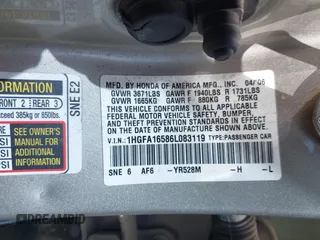 MFD. BY HONDA OF AMERICA MFG., INC. 04/06
GVWR 3671LBS GAWR F 1940LBS R 1731LBS
GVWR 1665KG GAWR F 880KG R 785KG
THIS VEHICLE CONFORMS TO ALL APPLICABLE
FEDERAL MOTOR VEHICLE SAFETY, BUMPER,
AND THEFT PREVENTION STANDARDS IN EFFECT
ON THE DATE OF MANUFACTURE SHOWN ABOVE.
V.I.N.: 1HGFA16586L083119 TYPE:PASSENGER CAR
SNE 6 AF6 -YR528M -H -L
SNE E2
INFORMATION
FRONT 2 REAR 3
exceed 385kg or 850lbs.
SEE OWNER'S
MANUAL FOR
ADDITIONAL
INFORMATION
DREAMBID